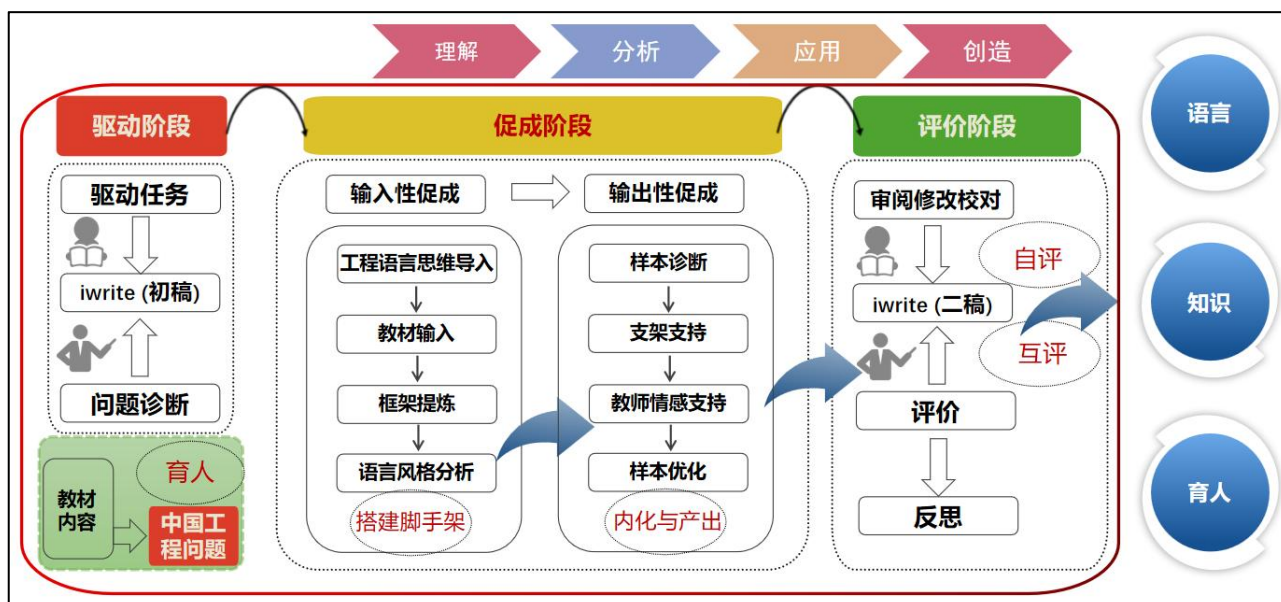 理解
分析
应用
创造
驱动阶段
促成阶段
评价阶段
驱动任务
iwrite (初稿)
问题诊断
教材
内容
育人
中国工
程问题
输入性促成
输出性促成
工程语言思维导入
教材输入
框架提炼
语言风格分析
搭建脚手架
样本诊断
支架支持
教师情感支持
样本优化
内化与产出
审阅修改校对
自评
iwrite (二稿)
互评
评价
反思
语言
知识
育人